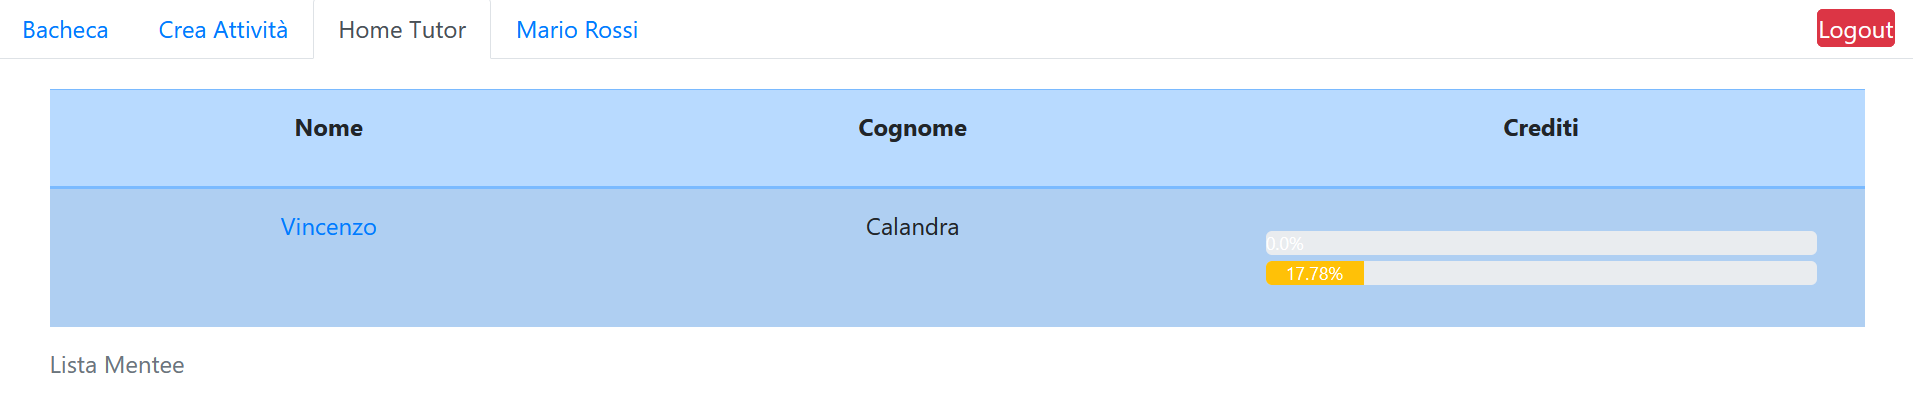 Bacheca Crea Attività Home Tutor Mario Rossi Logout
Nome Cognome Crediti
Vincenzo Calandra
0.0%
17.78%
Lista Mentee